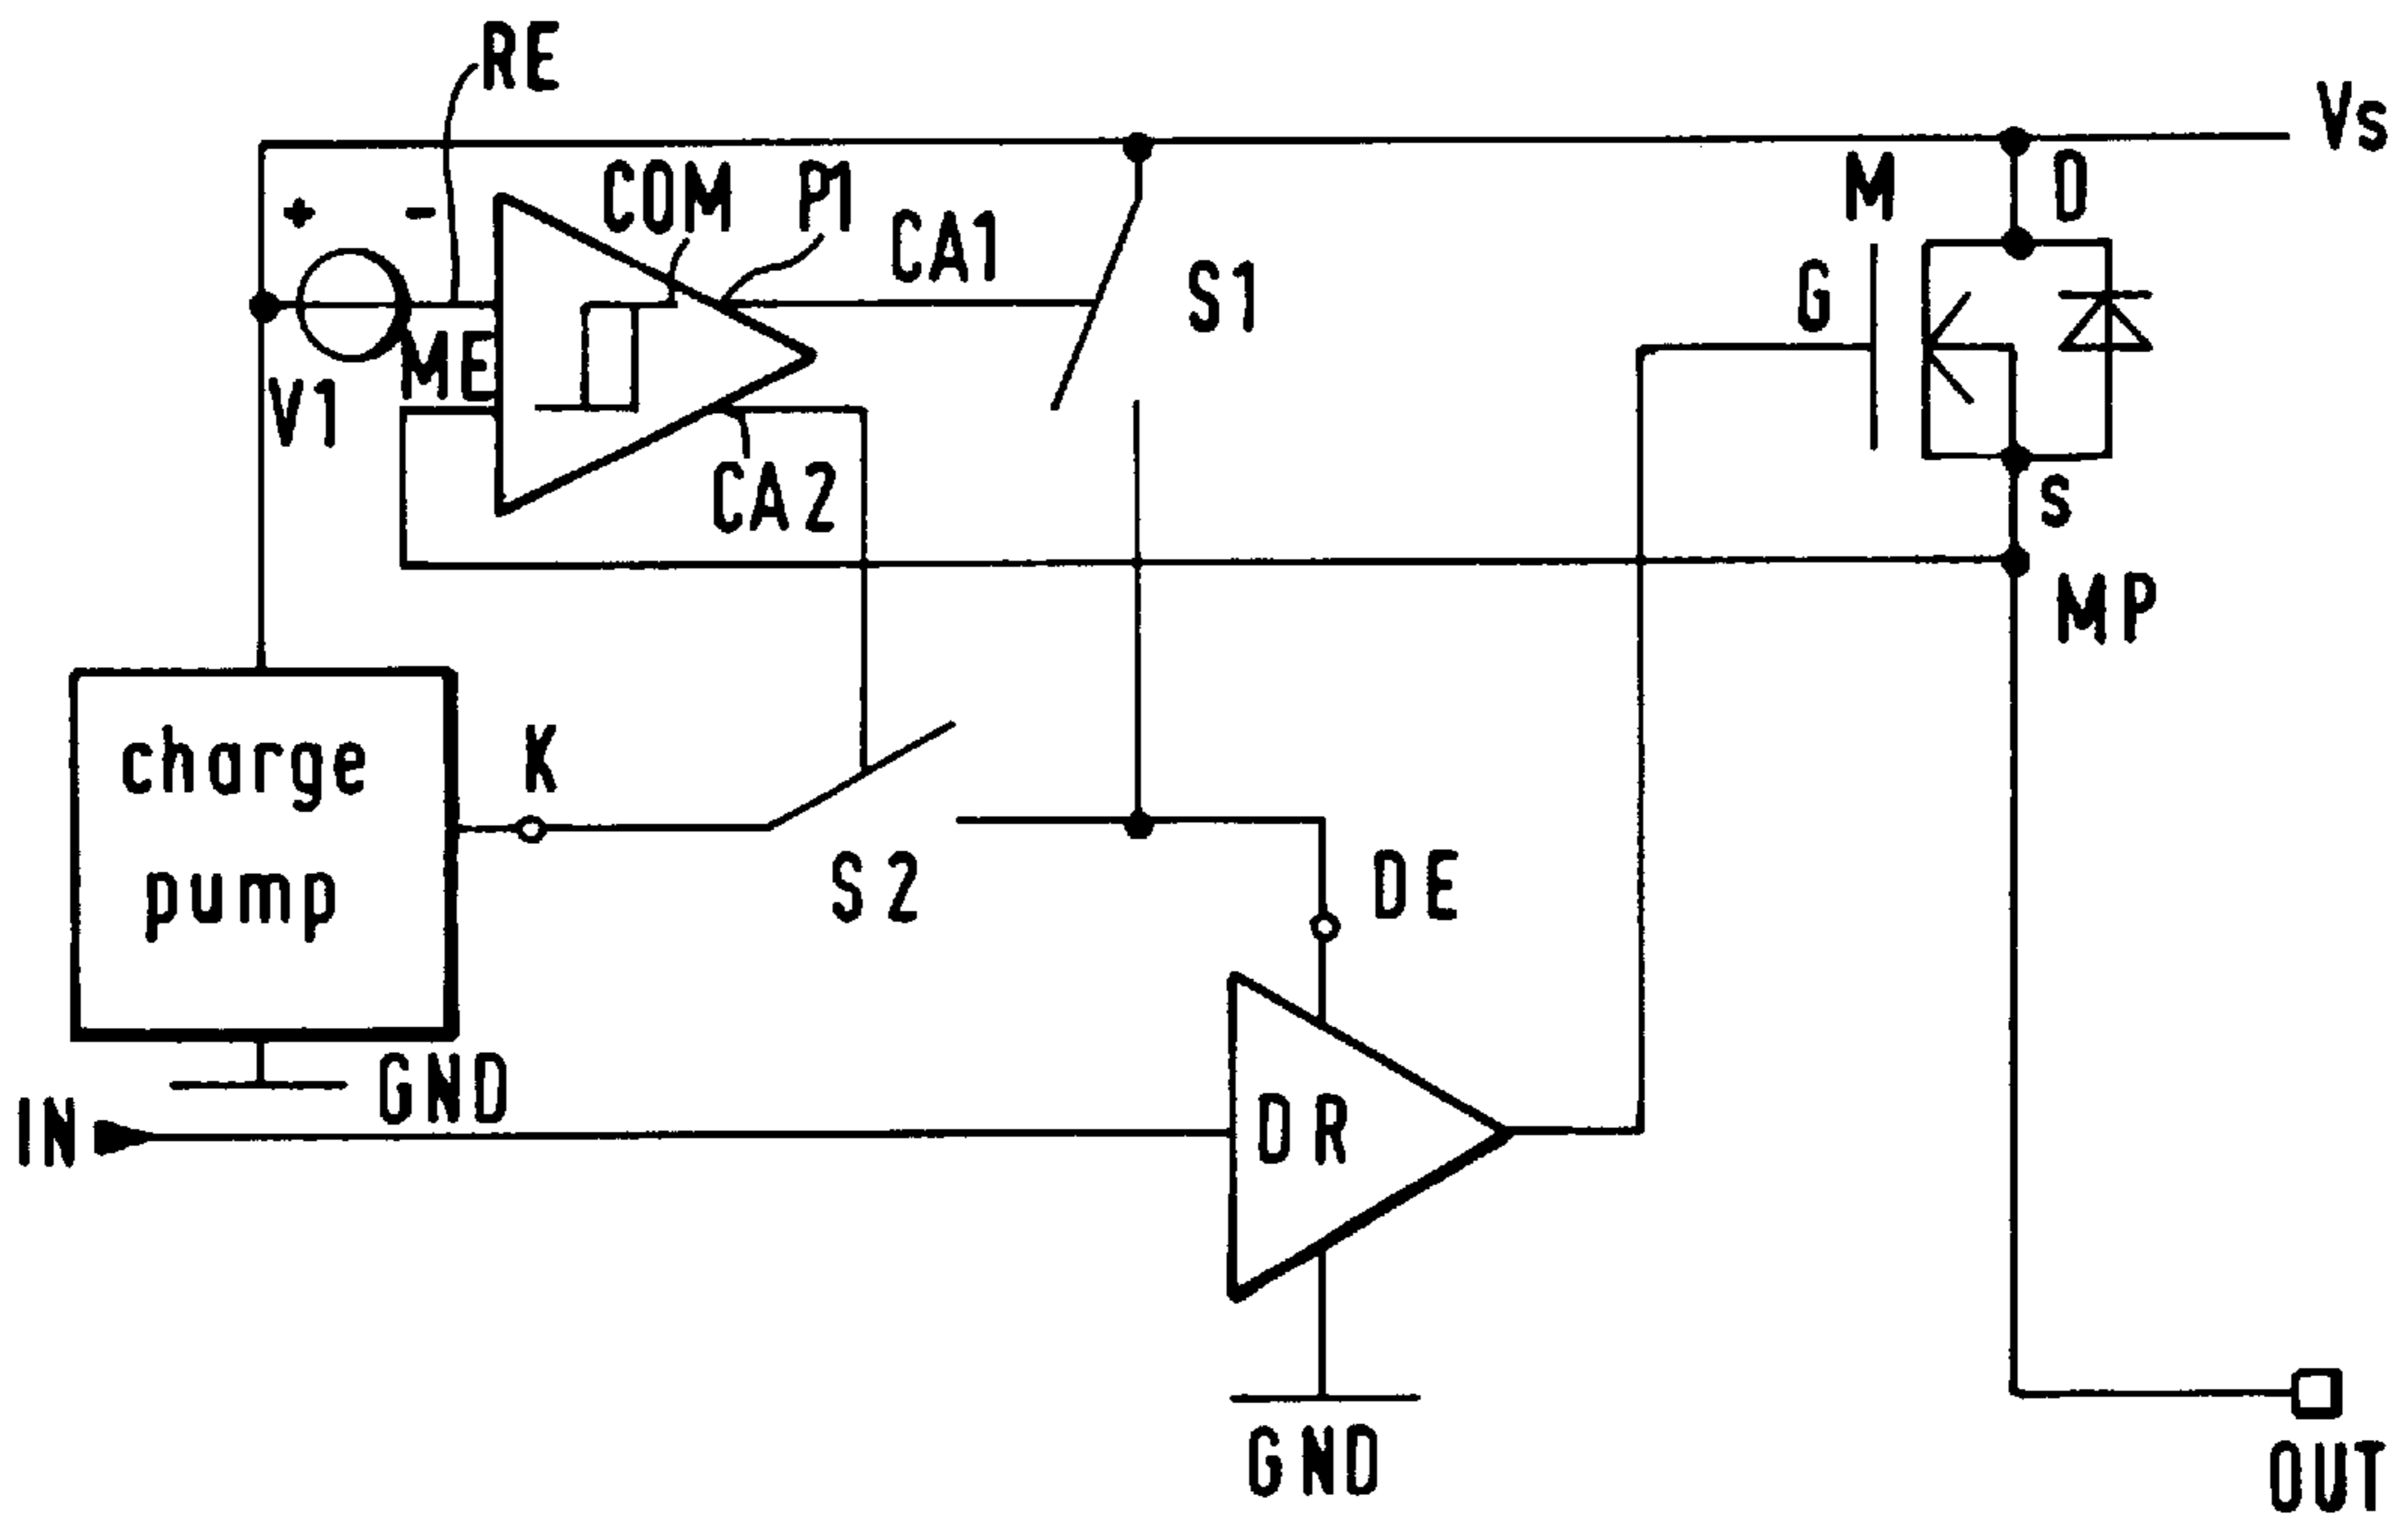 RE
Vs
+ -
COM P1
CA1
M D
G
S1
ME
V1
CA2
S
MP
charge
pump
K
S2
DE
GND
IN
DR
GND
OUT